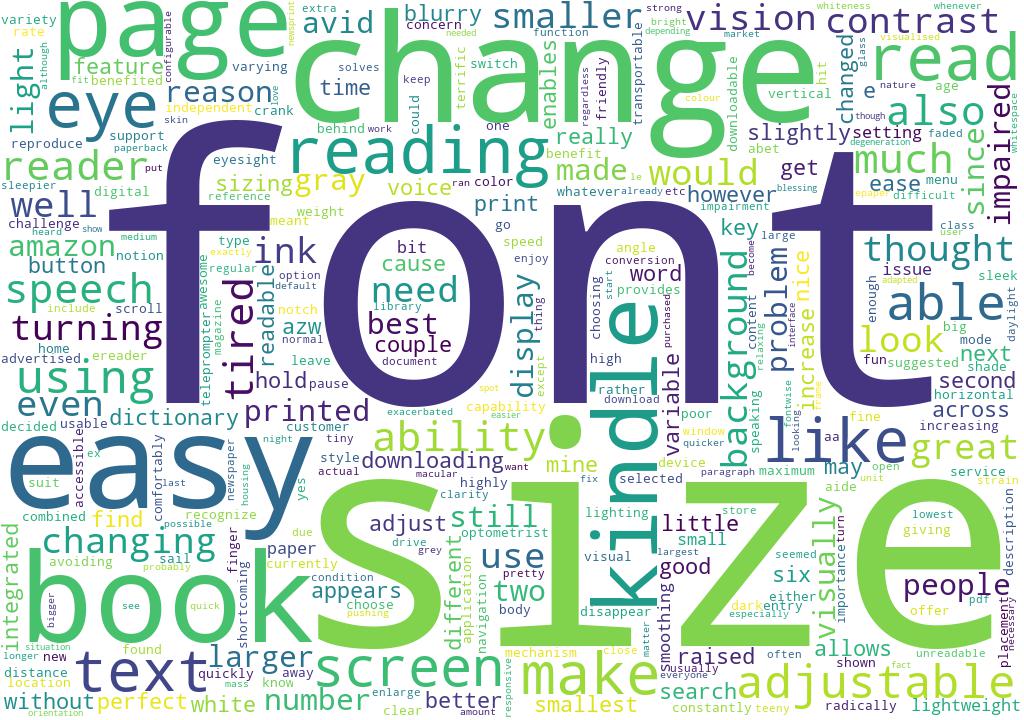 font
size
change
easy
page
book
kindle
like
read
reading
eye
screen
text
make
adjustable
able
using
ability
speech
turning
tired
background
look
need
much
also
vision
contrast
smaller
avid
blurry
reader
well
reason
feature
light
time
variety
rate
although
benefited
fit
configurable
varying
newsprint
extra
bright
depending
concern
needed
function
strong
market
whiteness
whenever
solves
keep
switch
terrific
enables
regardless
friendly
transportable
colour
downloadable
vertical
hit
changed
glass
visualised
age
e
nature
whitespace
impaired
since
reproduce
skin
independent
crank
love
behind
work
could
one
really
slightly
setting
though
faded
support
paperback
put
eyesight
sizing
gray
voice
benefit
made
would
abet
degeneration
get
ease
menu
difficult
sleepier
digital
reference
ran
color
le
print
whatever
already
etc
however
blessing
epaper
challenge
heard
show
weight
meant
go
impairment
key
large
class
user
adapted
amazon
medium
notion
type
exactly
bit
speed
angle
thought
button
ink
regular
cause
enjoy
conversion
become
issue
sleek
include
scroll
option
default
library
word
provides
start
problem
nice
enough
big
daylight
home
advertised
ereader
teleprompter
awesome
magazine
readable
azw
notch
normal
best
couple
document
display
thing
except
choosing
high
purchased
content
relaxing
interface
increase
fun
suggested
mode
next
shade
leave
hold
pause
spot
rather
download
variable
second
horizontal
even
dictionary
printed
exacerbated
capability
easier
poor
speaking
fontwise
looking
frame
fine
across
increasing
decided
usable
customer
tiny
window
quicker
aa
great
suit
ex
accessible
comfortably
newspaper
night
style
actual
downloading
macular
want
highly
mine
fix
selected
device
paragraph
maximum
may
open
unit
service
aide
strain
combined
find
last
housing
yes
clarity
lighting
store
lowest
giving
description
recognize
possible
due
adjust
still
optometrist
little
small
seemed
visually
turn
importanse
changing
sail
finger
paper
drive
grey
use
visual
largest
good
six
people
integrated
avoiding
probably
currently
condition
appears
different
application
navigation
pretty
two
body
disappear
dark
entry
either
offer
pdf
bigger
see
quick
shortcoming
choose
pushing
especially
situation
found
mechanism
close
matter
smoothing
raised
often
allows
unreadable
placement
necessary
longer
new
larger
everyone
usually
shown
fact
distance
location
quickly
away
know
enlarge
better
responsive
search
without
perfect
white
mass
number
clear
amount
smallest
constantly
teeny
radically
lightweight
orientation